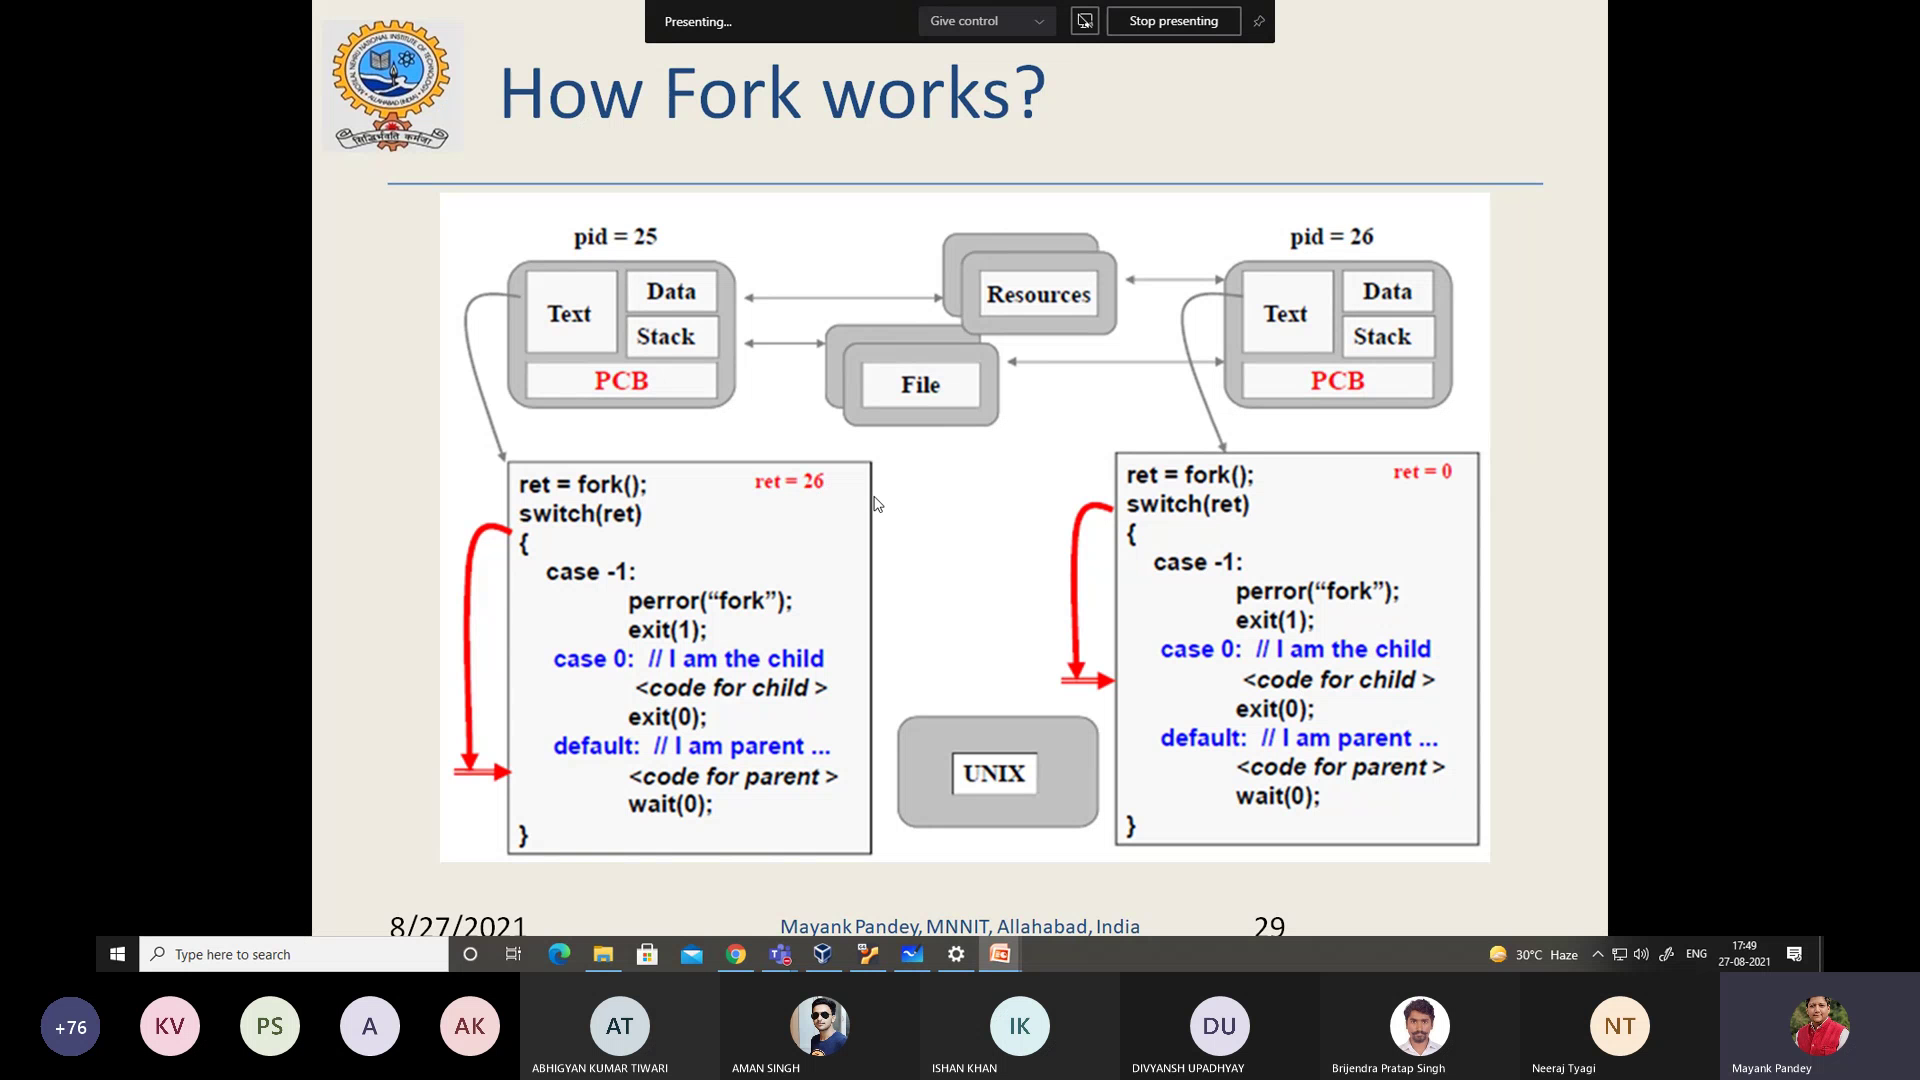 Presenting...
Give control
Stop presenting
How Fork works?
pid = 25
Text
Data
Stack
PCB
Resources
File
pid = 26
Text
Data
Stack
PCB
ret = fork();
ret = 26
switch(ret)
{
case -1:
perror(“fork”);
exit(1);
case 0: // I am the child
<code for child >
exit(0);
default: // I am parent ...
<code for parent >
wait(0);
}
UNIX
ret = fork();
ret = 0
switch(ret)
{
case -1:
perror(“fork”);
exit(1);
case 0: // I am the child
<code for child >
exit(0);
default: // I am parent ...
<code for parent >
wait(0);
}
8/27/2021
Mayank Pandey, MNNIT, Allahabad, India
29
Type here to search
30°C Haze
ENG
17:49
27-08-2021
+76
KV
PS
A
AK
AT
ABHIGYAN KUMAR TIWARI
AMAN SINGH
IK
ISHAN KHAN
DU
DIVYANSH UPADHYAY
Brijendra Pratap Singh
NT
Neeraj Tyagi
Mayank Pandey